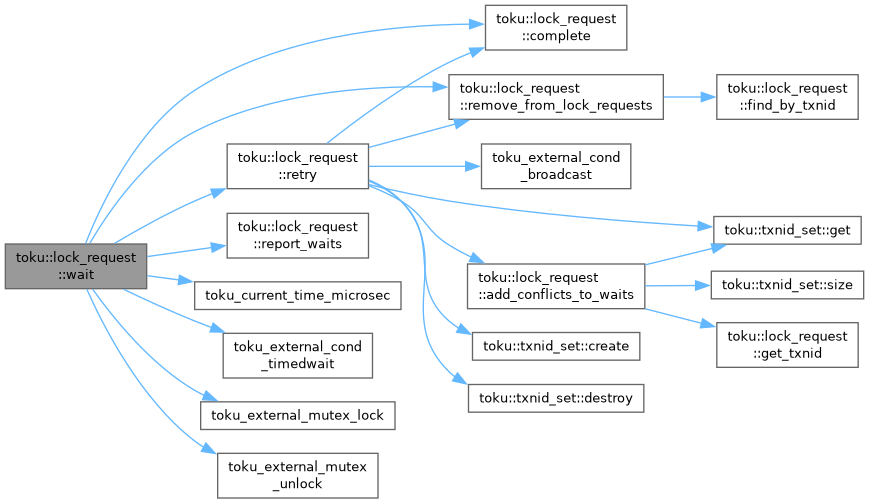 toku::lock_request
::complete
toku::lock_request
::remove_from_lock_requests
toku::lock_request
::find_by_txnid
toku::lock_request
::retry
toku_external_cond
_broadcast
toku::lock_request
::report_waits
toku::txnid_set::get
toku::lock_request
::wait
toku::lock_request
::add_conflicts_to_waits
toku::txnid_set::size
toku_current_time_microsec
toku::lock_request
::get_txnid
toku_external_cond
_timedwait
toku::txnid_set::create
toku::txnid_set::destroy
toku_external_mutex_lock
toku_external_mutex
_unlock